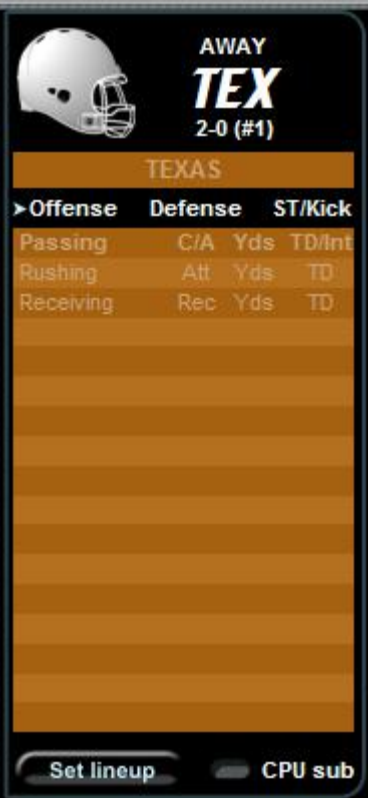 AWAY
TEX
2-0 (#1)
TEXAS
➤Offense Defense ST/Kick
Passing C/A Yds TD/Int
Rushing Att Yds TD
Receiving Rec Yds TD
Set lineup CPU sub